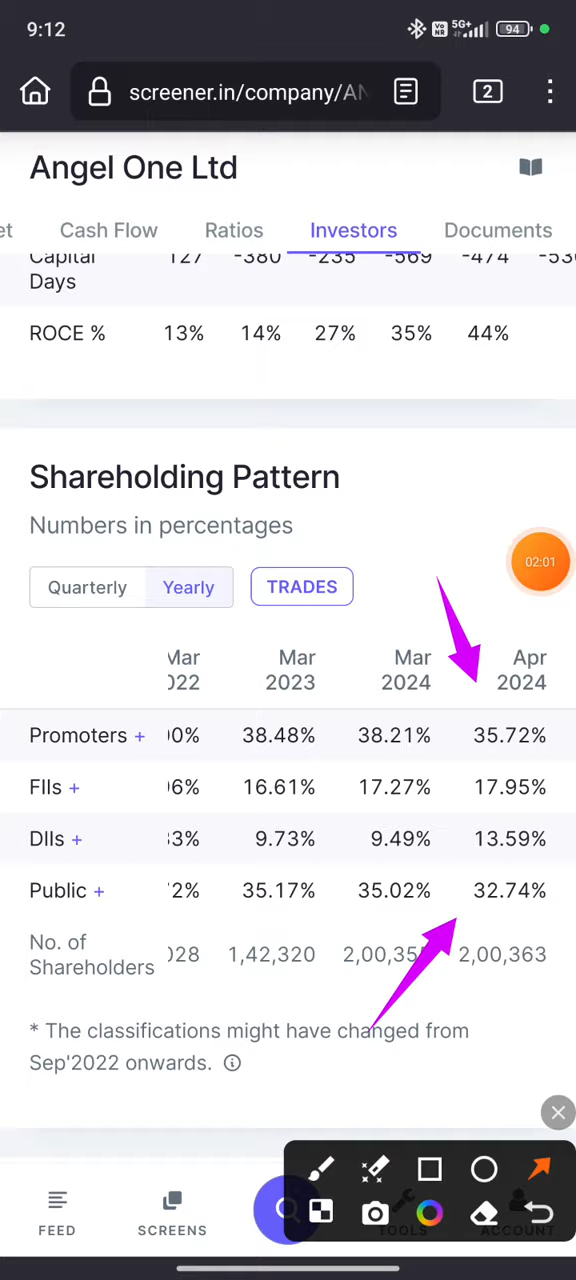 9:12
5G+
94
screener.in/company/AN
2
Angel One Ltd
Cash Flow Ratios Investors Documents
Capital Days 127 -380 -235 -569 -474
ROCE % 13% 14% 27% 35% 44%
Shareholding Pattern
Numbers in percentages
02:01
Quarterly Yearly TRADES
Mar Mar Mar Apr
2023 2024 2024
Promoters + 38.48% 38.21% 35.72%
FIIs + 16.61% 17.27% 17.95%
DIIs + 9.73% 9.49% 13.59%
Public + 35.17% 35.02% 32.74%
No. of Shareholders 1,42,320 2,00,363
* The classifications might have changed from
Sep'2022 onwards.
FEED SCREENS TOOLS ACCOUNT